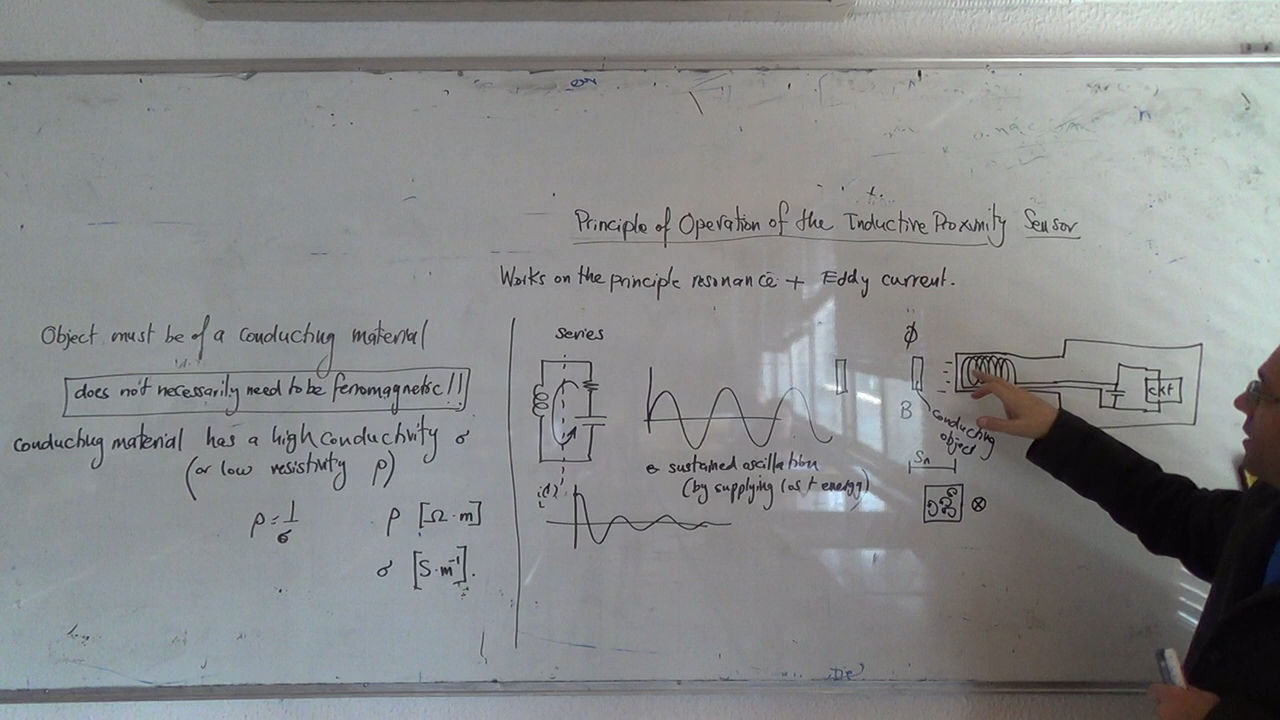 Principle of Operation of the Inductive Proximity Sensor
Works on the principle resonance + Eddy current.
Object must be of a conducting material
does not necessarily need to be ferromagnetic!!
conducting material has a high conductivity σ
(or low resistivity ρ)
ρ = 1/σ
ρ [Ω·m]
σ [S·m⁻¹].
series
i(t)
sustained oscillation
(by supplying lost energy)
ϕ
B
conducting
object
Sn
CKT